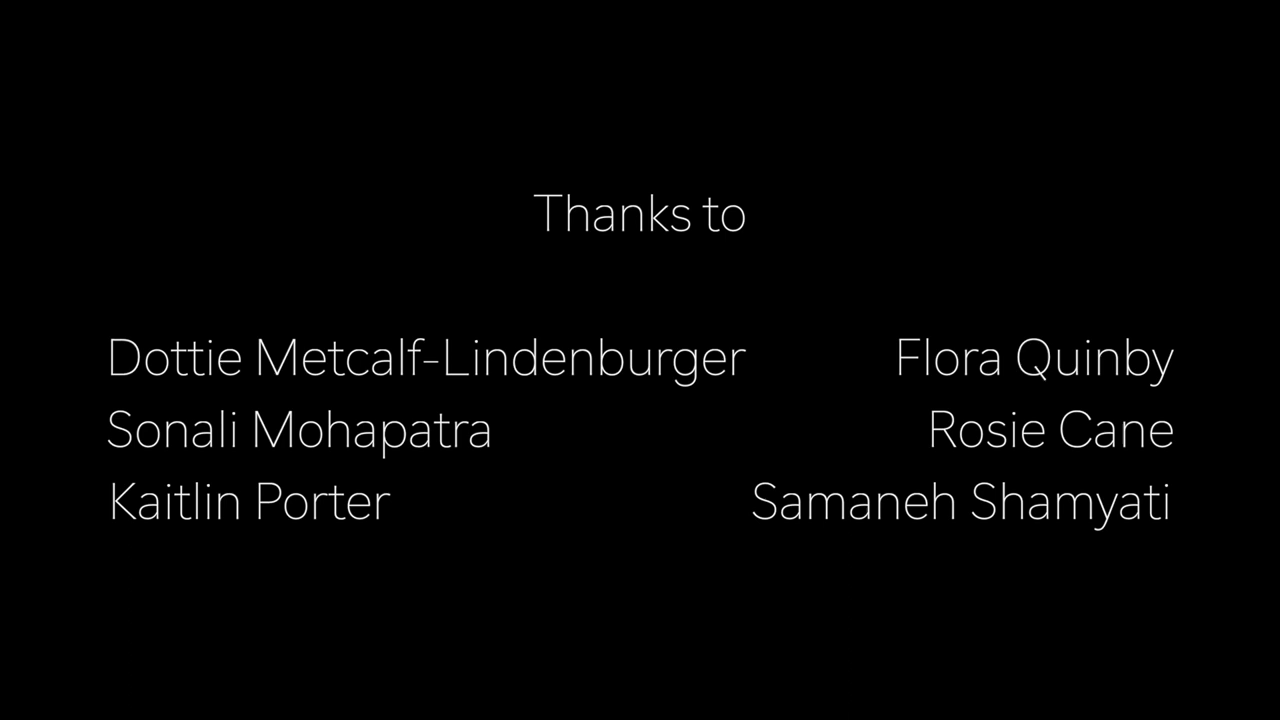 Thanks to
Dottie Metcalf-Lindenburger Flora Quinby
Sonali Mohapatra Rosie Cane
Kaitlin Porter Samaneh Shamyati